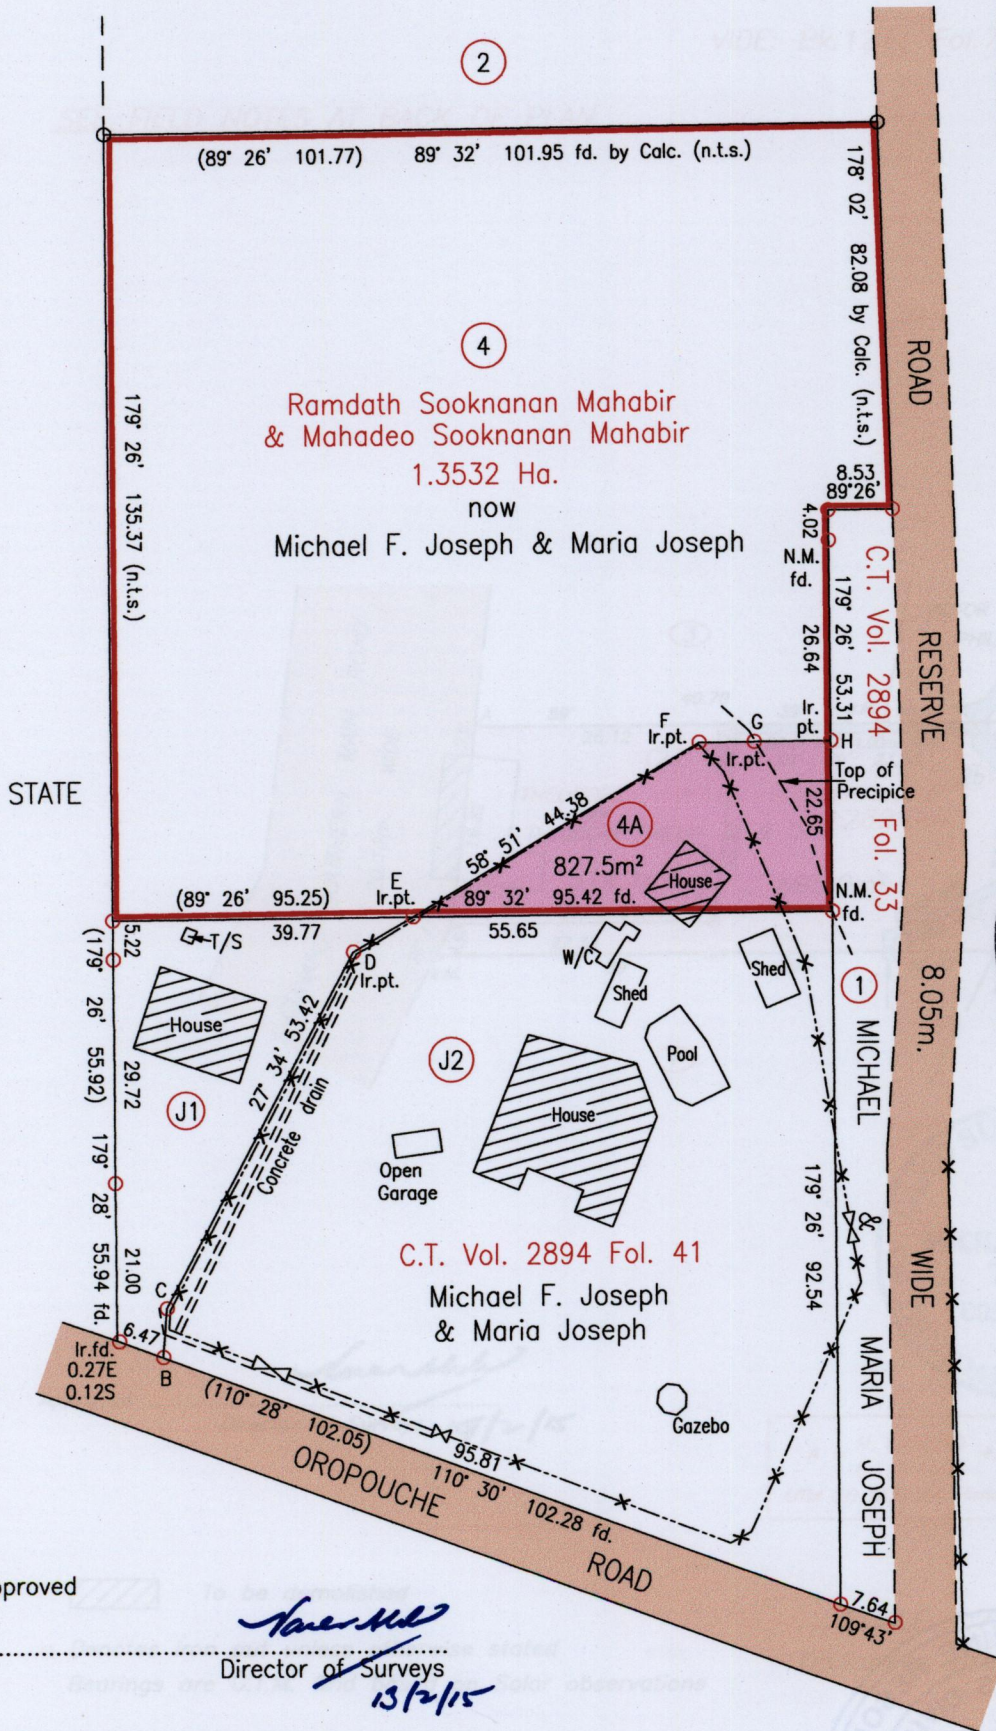 2
(89° 26' 101.77) 89° 32' 101.95 fd. by Calc. (n.t.s.)
178° 02' 82.08 by Calc. (n.t.s.)
ROAD RESERVE 8.05m. WIDE
4
Ramdath Sooknanan Mahabir
& Mahadeo Sooknanan Mahabir
1.3532 Ha.
now
Michael F. Joseph & Maria Joseph
179° 26' 135.37 (n.t.s.)
8.53'
89°26
4.02
N.M.
fd.
179° 26' 53.31
26.64
C.T. Vol. 2894 Fol. 33
Ir.
pt.
H
F
Ir.pt.
G
Ir.pt.
Top of
Precipice
22.65
STATE
58° 51' 44.38
4A
827.5m²
House
N.M.
fd.
(89° 26' 95.25)
E
Ir.pt.
89° 32' 95.42 fd.
39.77
55.65
5.22
T/S
D
Ir.pt.
W/C
Shed
Shed
1
(179° 26' 55.92)
House
27° 34' 53.42
29.72
J1
Concrete drain
J2
Pool
House
Open
Garage
MICHAEL & MARIA JOSEPH
179° 26' 92.54
179° 28' 55.94 fd.
21.00
C.T. Vol. 2894 Fol. 41
Michael F. Joseph
& Maria Joseph
C
6.47
Ir.fd.
0.27E
0.12S
B
(110° 28' 102.05)
95.81
110° 30' 102.28 fd.
Gazebo
OROPOUCHE ROAD
7.64
109°43'
proved
Director of Surveys
13/2/15